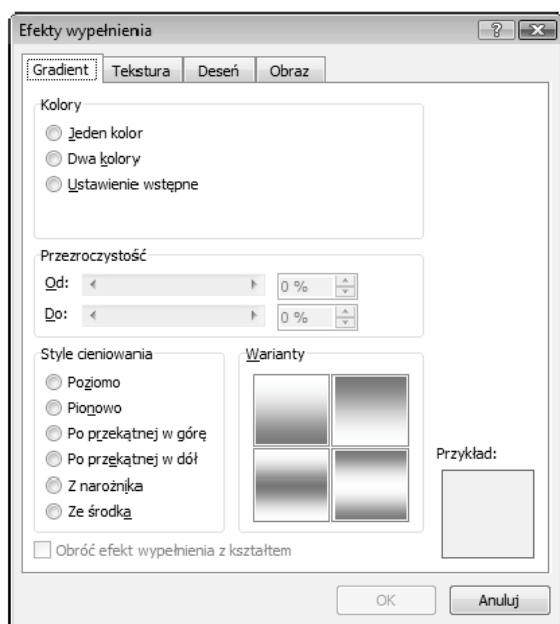 Efekty wypełnienia
Gradient Tekstura Deseń Obraz
Kolory
Jeden kolor
Dwa kolory
Ustawienie wstępne
Przezroczystość
Od: 0 %
Do: 0 %
Style cieniowania
Poziomo
Pionowo
Po przekątnej w górę
Po przekątnej w dół
Z narożnika
Ze środka
Warianty
Przykład:
Obróć efekt wypełnienia z kształtem
OK Anuluj